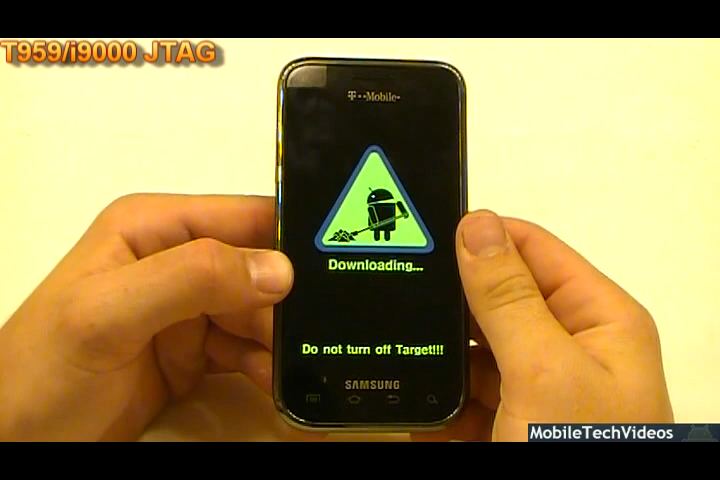 T959/i9000 JTAG
T··Mobile·
Downloading...
Do not turn off Target!!!
SAMSUNG
MobileTechVideos